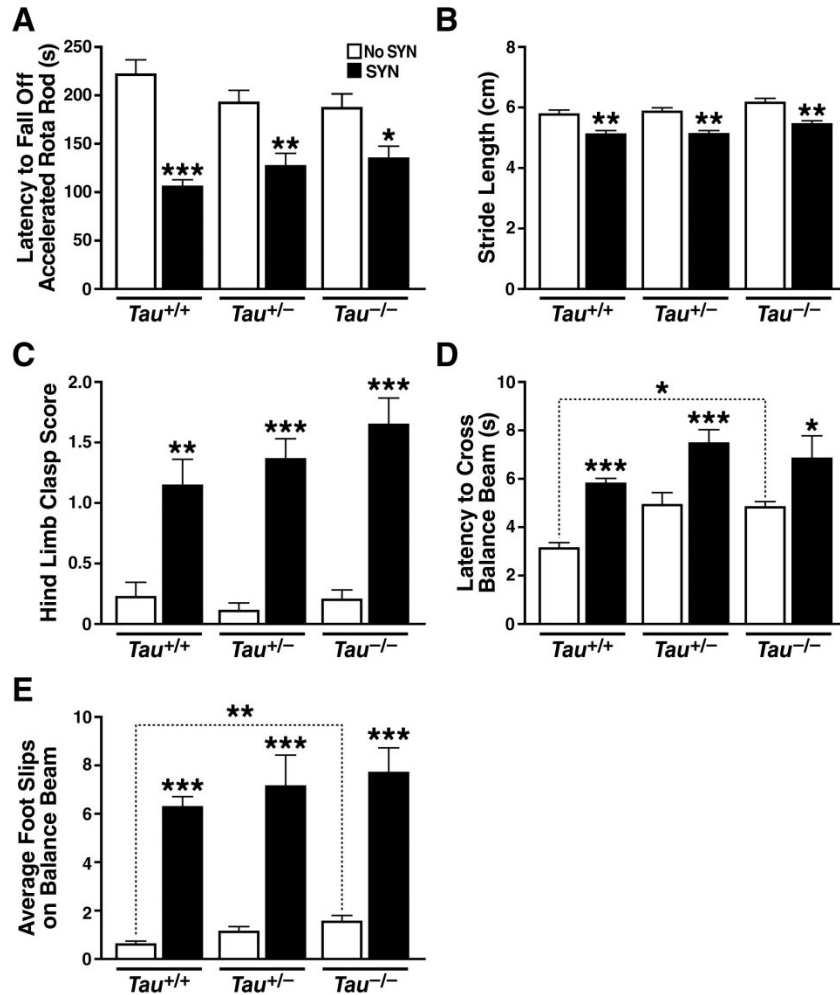 A
Latency to Fall Off
Accelerated Rota Rod (s)
250
200
150
100
50
0
No SYN
SYN
***
**
*
Tau+/+
Tau+/–
Tau–/–
B
Stride Length (cm)
8
6
4
2
0
**
**
**
Tau+/+
Tau+/–
Tau–/–
C
Hind Limb Clasp Score
2.0
1.5
1.0
0.5
0
**
***
***
Tau+/+
Tau+/–
Tau–/–
D
Latency to Cross
Balance Beam (s)
10
8
6
4
2
0
*
***
***
*
Tau+/+
Tau+/–
Tau–/–
E
Average Foot Slips
on Balance Beam
10
8
6
4
2
0
**
***
***
***
Tau+/+
Tau+/–
Tau–/–